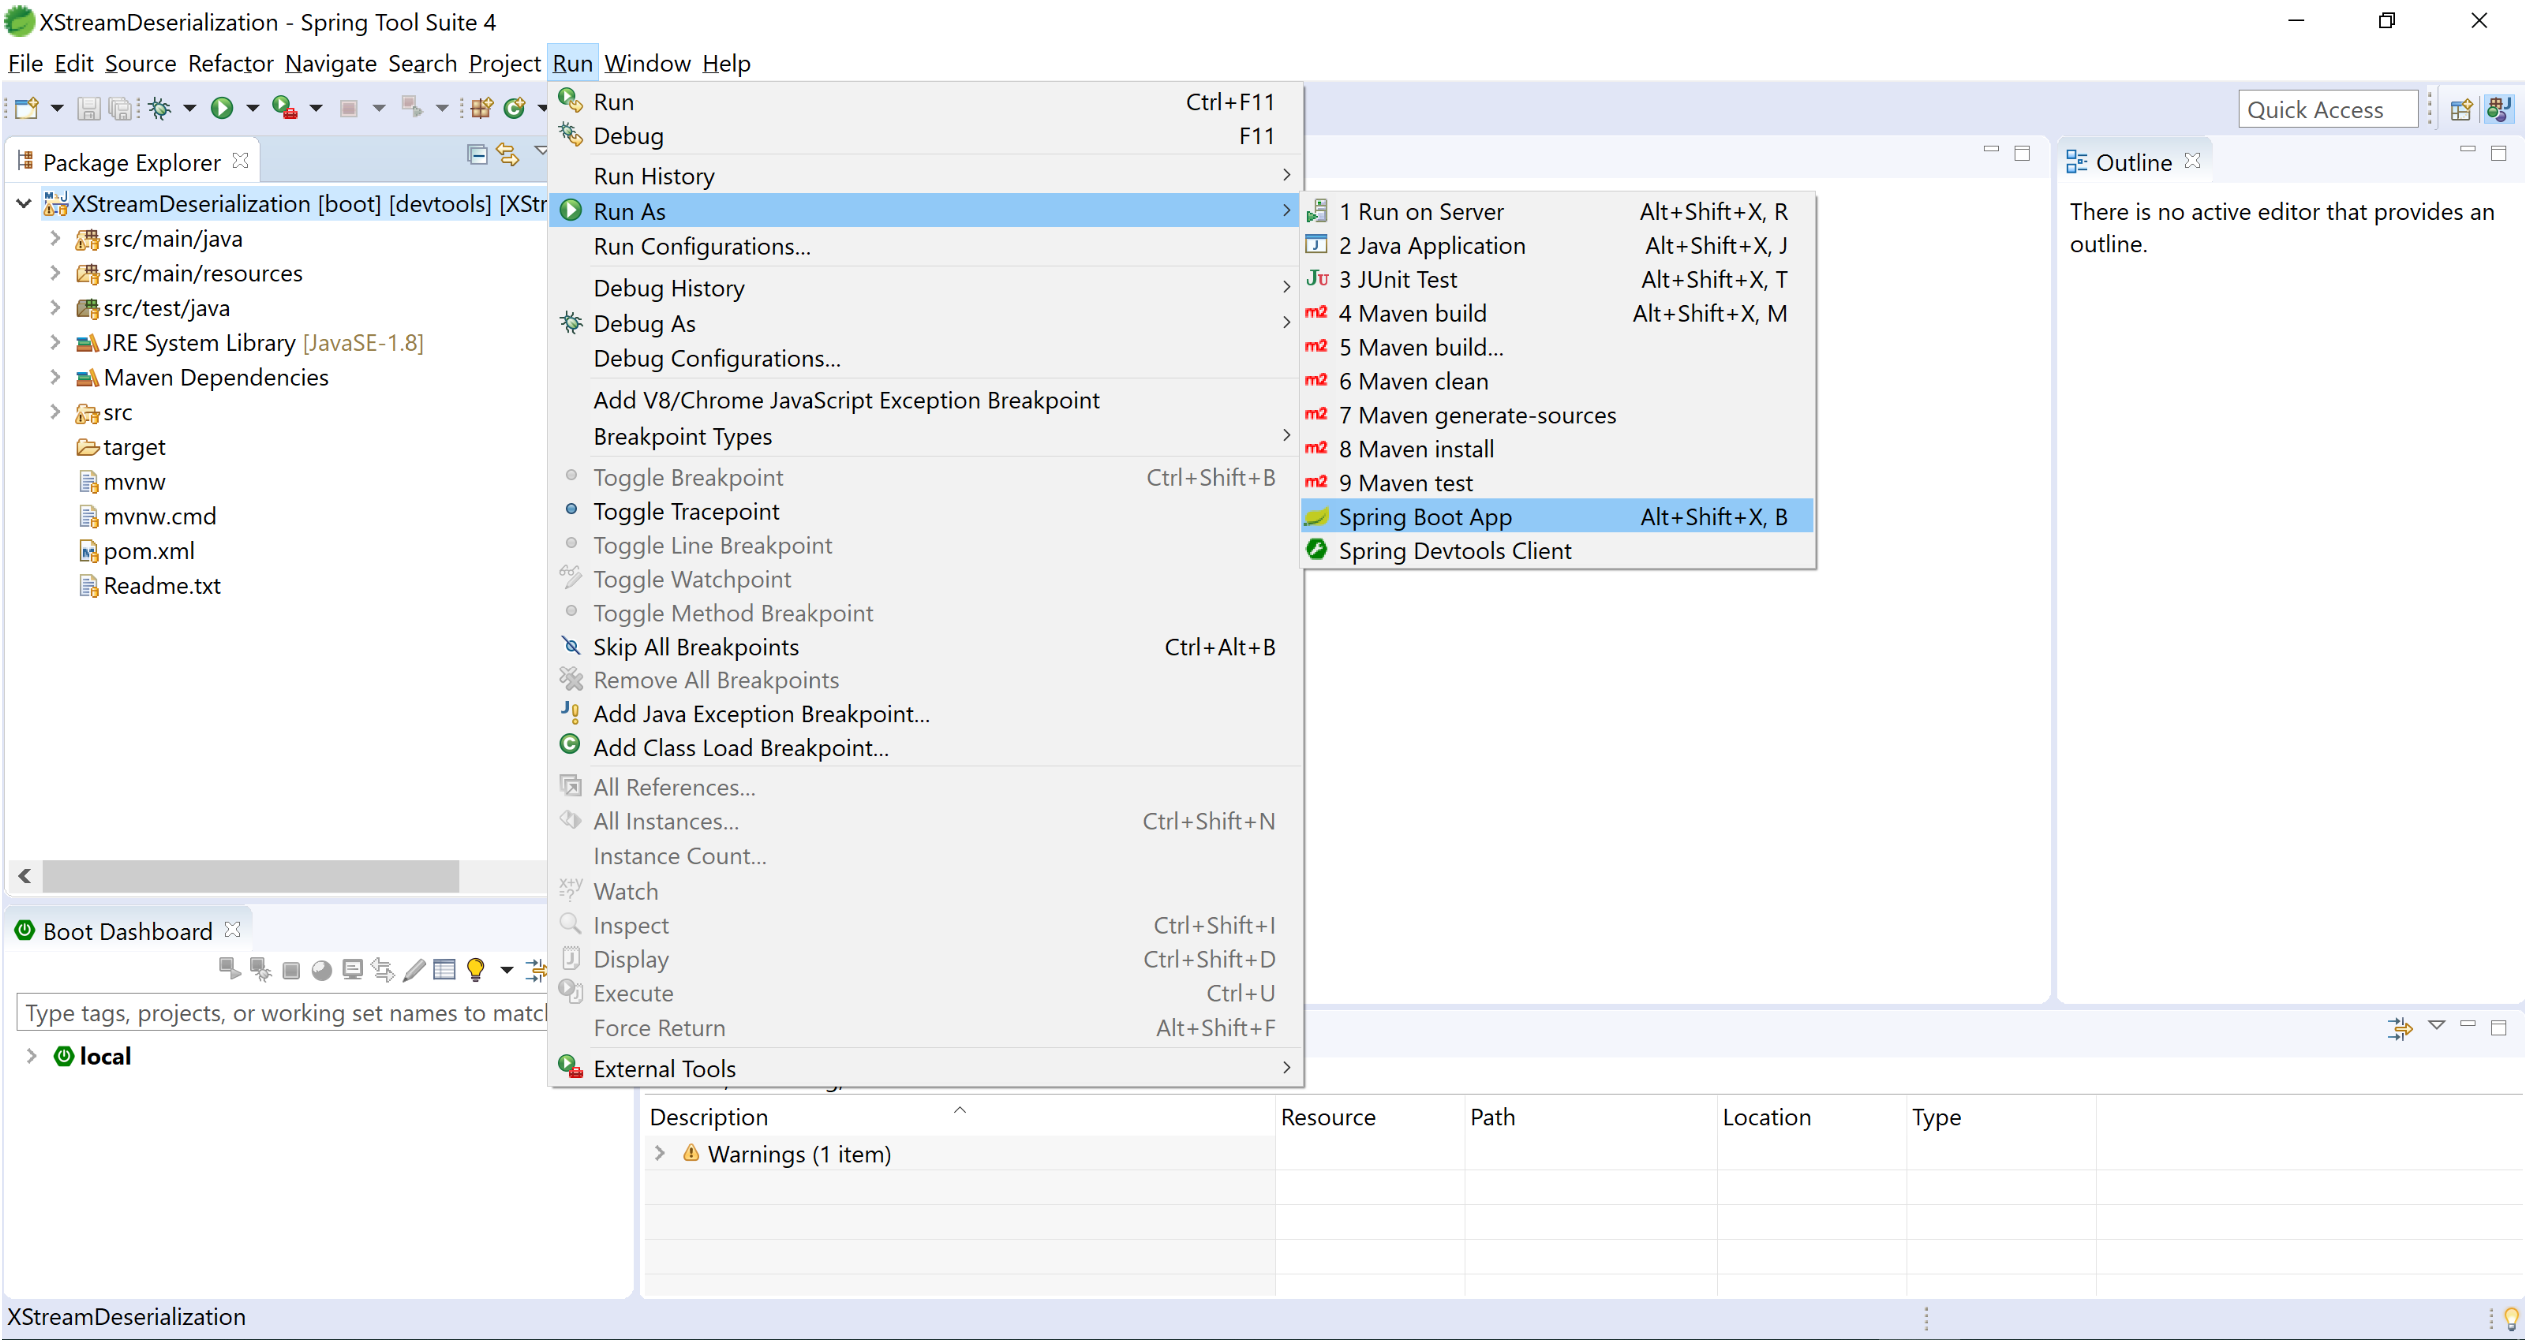 XStreamDeserialization - Spring Tool Suite 4
File Edit Source Refactor Navigate Search Project Run Window Help
Quick Access
Package Explorer
XStreamDeserialization [boot] [devtools] [XStr
src/main/java
src/main/resources
src/test/java
JRE System Library [JavaSE-1.8]
Maven Dependencies
src
target
mvnw
mvnw.cmd
pom.xml
Readme.txt
Boot Dashboard
Type tags, projects, or working set names to match
local
Run Ctrl+F11
Debug F11
Run History
Run As
Run Configurations...
Debug History
Debug As
Debug Configurations...
Add V8/Chrome JavaScript Exception Breakpoint
Breakpoint Types
Toggle Breakpoint Ctrl+Shift+B
Toggle Tracepoint
Toggle Line Breakpoint
Toggle Watchpoint
Toggle Method Breakpoint
Skip All Breakpoints Ctrl+Alt+B
Remove All Breakpoints
Add Java Exception Breakpoint...
Add Class Load Breakpoint...
All References...
All Instances... Ctrl+Shift+N
Instance Count...
Watch
Inspect Ctrl+Shift+I
Display Ctrl+Shift+D
Execute Ctrl+U
Force Return Alt+Shift+F
External Tools
1 Run on Server Alt+Shift+X, R
2 Java Application Alt+Shift+X, J
3 JUnit Test Alt+Shift+X, T
4 Maven build Alt+Shift+X, M
5 Maven build...
6 Maven clean
7 Maven generate-sources
8 Maven install
9 Maven test
Spring Boot App Alt+Shift+X, B
Spring Devtools Client
Outline
There is no active editor that provides an
outline.
Description Resource Path Location Type
Warnings (1 item)
XStreamDeserialization